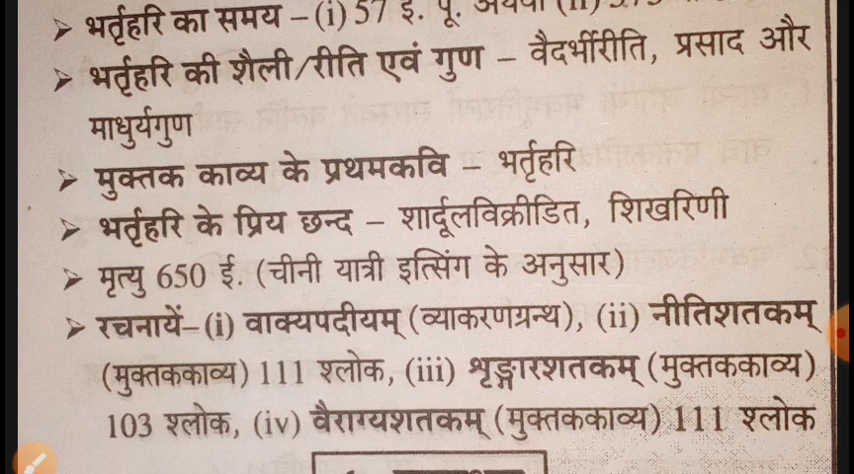 ➤ भर्तृहरि का समय – (i) 57 ई. पू. अथवा (ii)
➤ भर्तृहरि की शैली/रीति एवं गुण – वैदर्भीरीति, प्रसाद और
माधुर्यगुण
➤ मुक्तक काव्य के प्रथमकवि – भर्तृहरि
➤ भर्तृहरि के प्रिय छन्द – शार्दूलविक्रीडित, शिखरिणी
➤ मृत्यु 650 ई. (चीनी यात्री इत्सिंग के अनुसार)
➤ रचनायें– (i) वाक्यपदीयम् (व्याकरणग्रन्थ), (ii) नीतिशतकम्
(मुक्तककाव्य) 111 श्लोक, (iii) शृङ्गारशतकम् (मुक्तककाव्य)
103 श्लोक, (iv) वैराग्यशतकम् (मुक्तककाव्य) 111 श्लोक